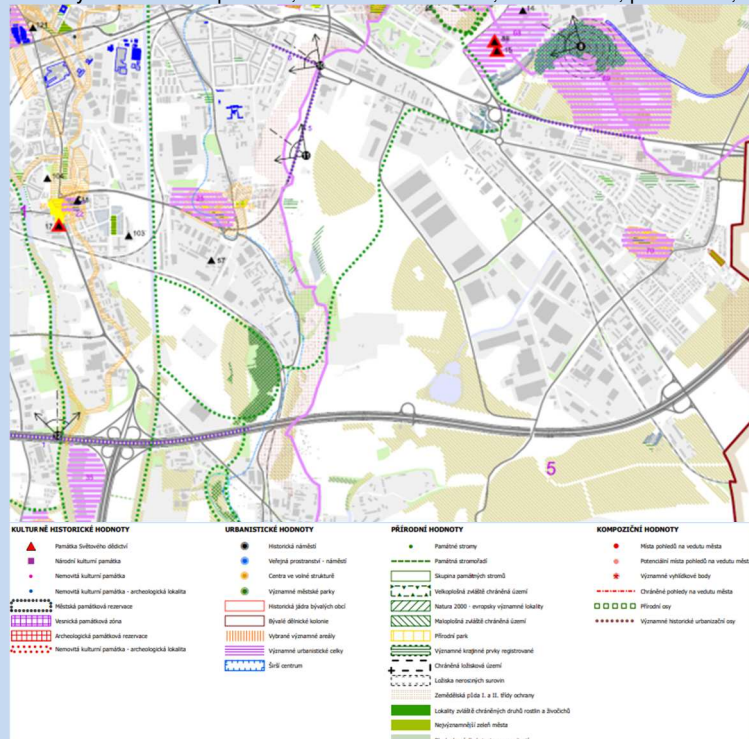 121
104
17
103
57
70
35
5
KULTURNĚ HISTORICKÉ HODNOTY
Památka Světového dědictví
Národní kulturní památka
Nemovitá kulturní památka
Nemovitá kulturní památka - archeologická lokalita
Městská památková rezervace
Vesnická památková zóna
Archeologická památková rezervace
Nemovitá kulturní památka - archeologická lokalita
URBANISTICKÉ HODNOTY
Historická náměstí
Veřejná prostranství - náměstí
Centra ve volné struktuře
Významné městské parky
Historická jádra bývalých obcí
Bývalé dělnické kolonie
Vybrané významné areály
Významné urbanistické celky
Širší centrum
PŘÍRODNÍ HODNOTY
Památné stromy
Památná stromořadí
Skupina památných stromů
Velkoplošná zvláště chráněná území
Natura 2000 - evropsky významné lokality
Maloplošná zvláště chráněná území
Přírodní park
Významné krajinné prvky registrované
Chráněná ložisková území
Ložiska nerostných surovin
Zemědělská půda I. a II. třídy ochrany
Lokality zvláště chráněných druhů rostlin a živočichů
Nejvýznamnější zeleň města
KOMPOZIČNÍ HODNOTY
Místa pohledů na vedutu města
Potenciální místa pohledů na vedutu města
Významné vyhlídkové body
Chráněné pohledy na vedutu města
Přírodní osy
Významné historické urbanizační osy